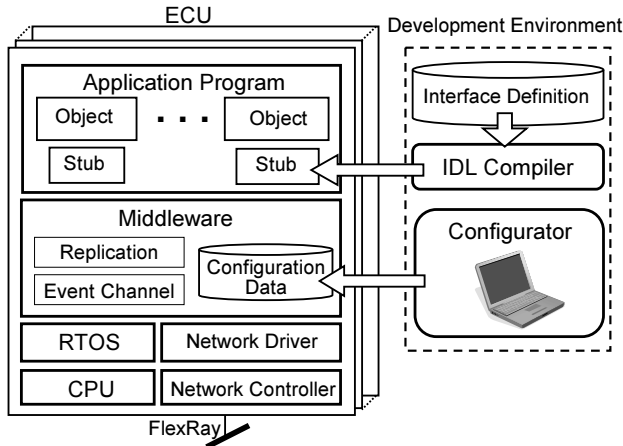 ECU
Development Environment
Application Program
Object
. . .
Object
Stub
Stub
Interface Definition
IDL Compiler
Middleware
Replication
Event Channel
Configuration
Data
Configurator
RTOS
Network Driver
CPU
Network Controller
FlexRay